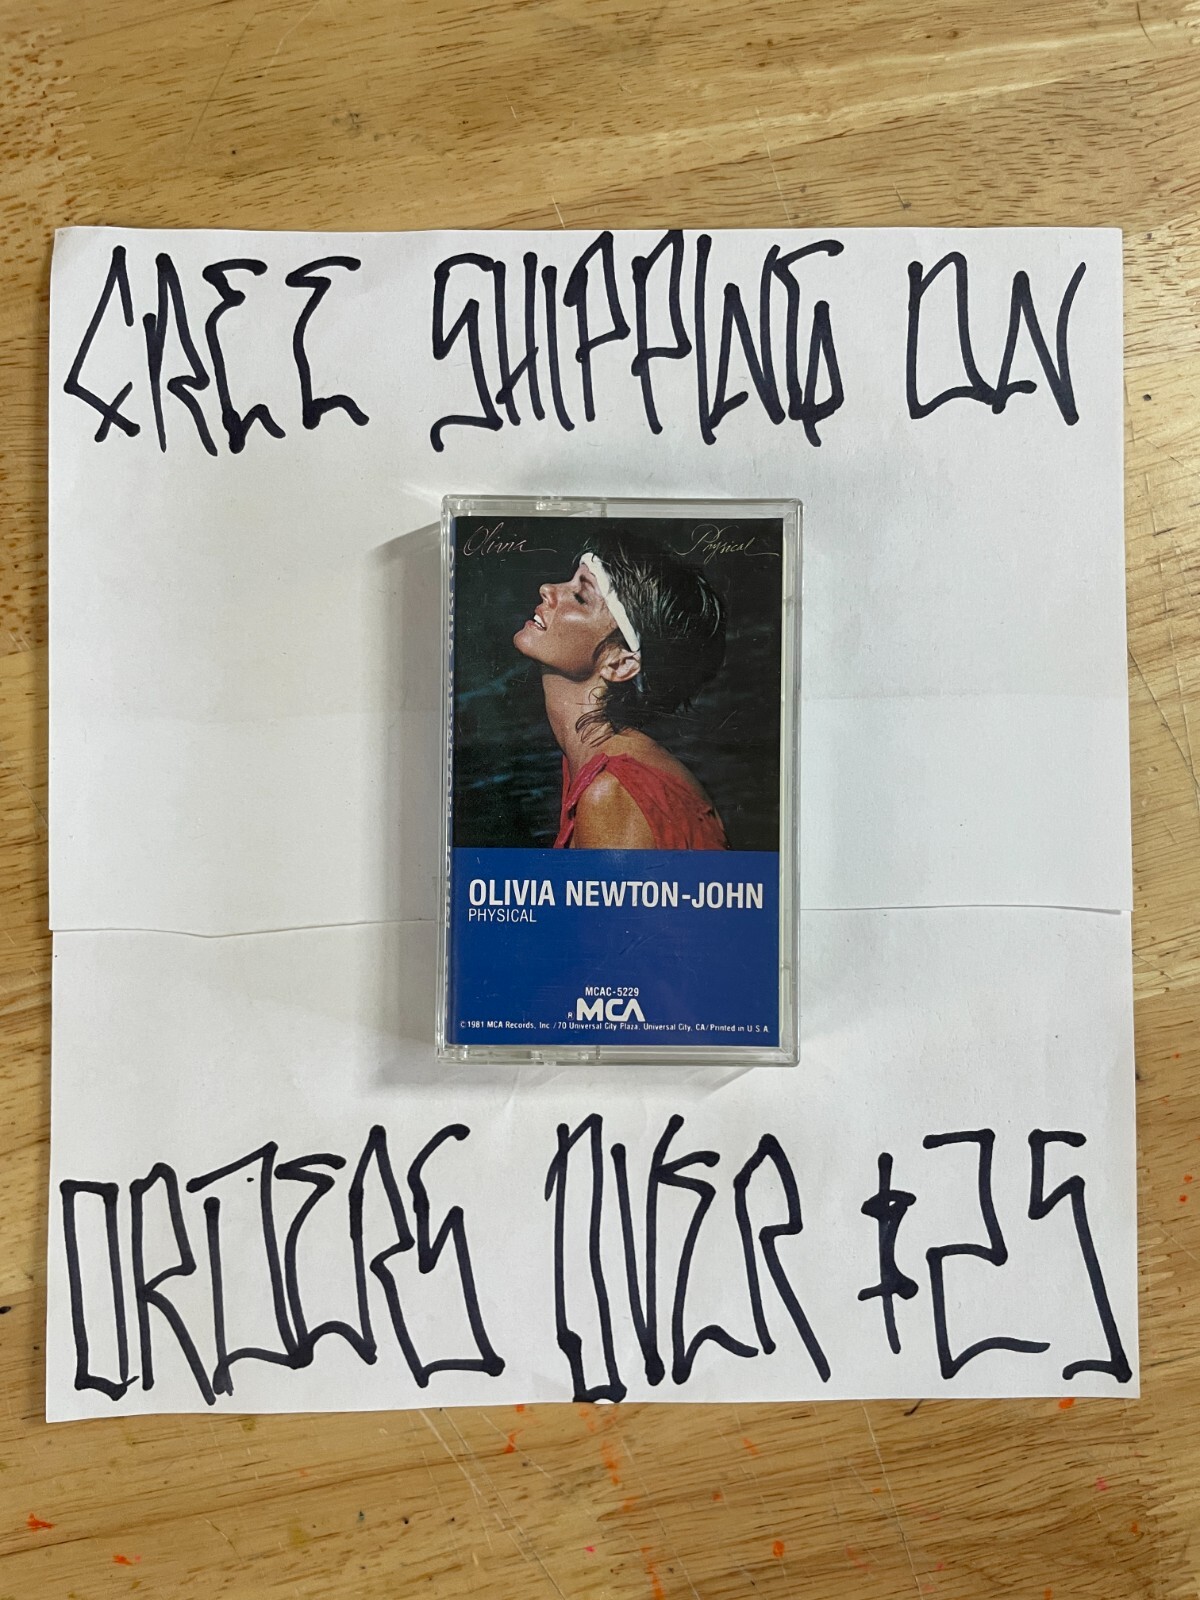 FREE SHIPPING ON
Olivia Physical
OLIVIA NEWTON-JOHN
PHYSICAL
MCAC-5229
® MCA
©1981 MCA Records, Inc./70 Universal City Plaza, Universal City, CA/Printed in U.S.A.
ORDERS OVER $25